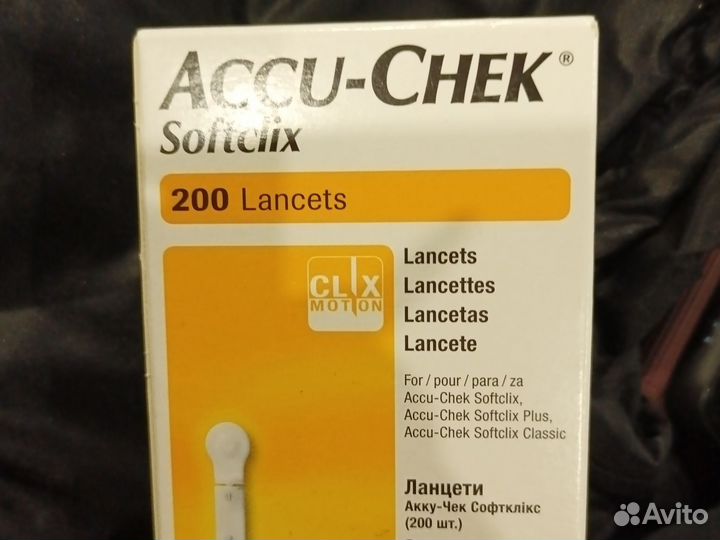 ACCU-CHEK®
Softclix
200 Lancets
CLIX
MOTION
Lancets
Lancettes
Lancetas
Lancete
For / pour / para / za
Accu-Chek Softclix,
Accu-Chek Softclix Plus,
Accu-Chek Softclix Classic
Ланцети
Акку-Чек Софтклікс
(200 шт.)
Avito